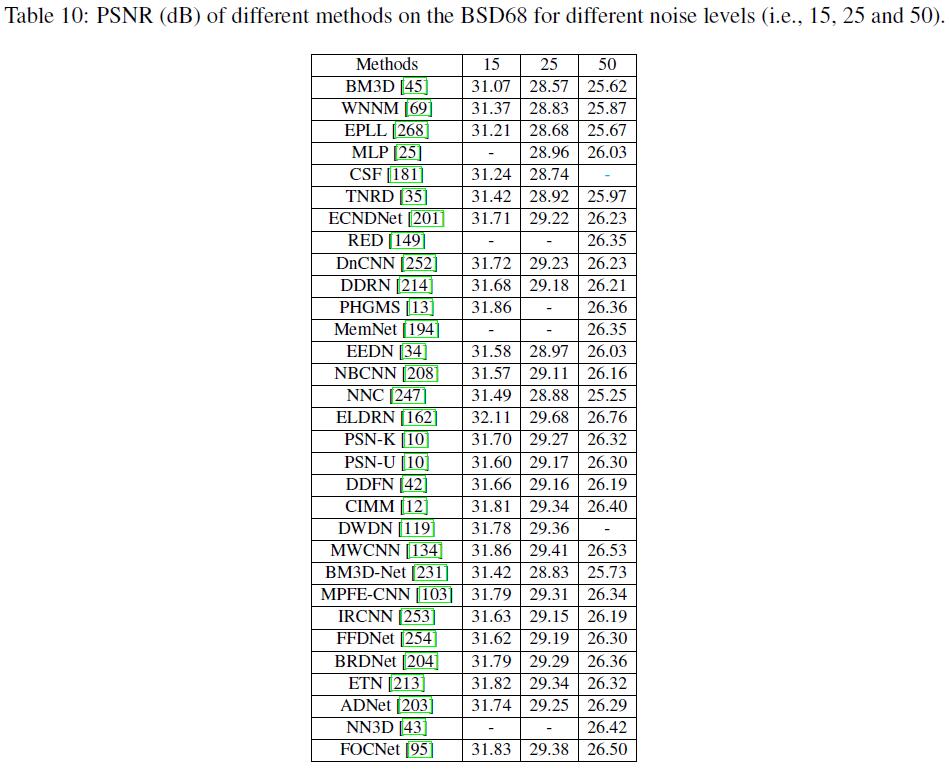 Table 10: PSNR (dB) of different methods on the BSD68 for different noise levels (i.e., 15, 25 and 50).
Methods 15 25 50
BM3D [45] 31.07 28.57 25.62
WNNM [69] 31.37 28.83 25.87
EPLL [268] 31.21 28.68 25.67
MLP [25] - 28.96 26.03
CSF [181] 31.24 28.74 -
TNRD [35] 31.42 28.92 25.97
ECNDNet [201] 31.71 29.22 26.23
RED [149] - - 26.35
DnCNN [252] 31.72 29.23 26.23
DDRN [214] 31.68 29.18 26.21
PHGMS [13] 31.86 - 26.36
MemNet [194] - - 26.35
EEDN [34] 31.58 28.97 26.03
NBCNN [208] 31.57 29.11 26.16
NNC [247] 31.49 28.88 25.25
ELDRN [162] 32.11 29.68 26.76
PSN-K [10] 31.70 29.27 26.32
PSN-U [10] 31.60 29.17 26.30
DDFN [42] 31.66 29.16 26.19
CIMM [12] 31.81 29.34 26.40
DWDN [119] 31.78 29.36 -
MWCNN [134] 31.86 29.41 26.53
BM3D-Net [231] 31.42 28.83 25.73
MPFE-CNN [103] 31.79 29.31 26.34
IRCNN [253] 31.63 29.15 26.19
FFDNet [254] 31.62 29.19 26.30
BRDNet [204] 31.79 29.29 26.36
ETN [213] 31.82 29.34 26.32
ADNet [203] 31.74 29.25 26.29
NN3D [43] - - 26.42
FOCNet [95] 31.83 29.38 26.50